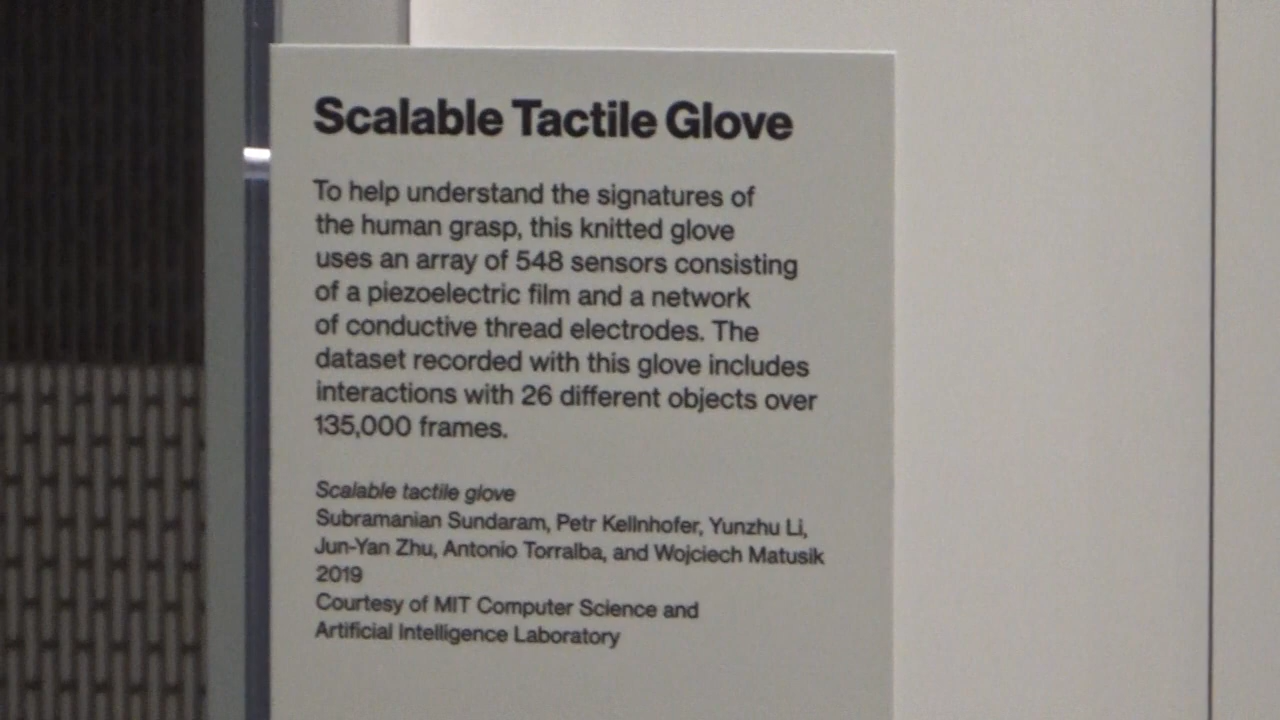 Scalable Tactile Glove
To help understand the signatures of
the human grasp, this knitted glove
uses an array of 548 sensors consisting
of a piezoelectric film and a network
of conductive thread electrodes. The
dataset recorded with this glove includes
interactions with 26 different objects over
135,000 frames.
Scalable tactile glove
Subramanian Sundaram, Petr Kellnhofer, Yunzhu Li,
Jun-Yan Zhu, Antonio Torralba, and Wojciech Matusik
2019
Courtesy of MIT Computer Science and
Artificial Intelligence Laboratory